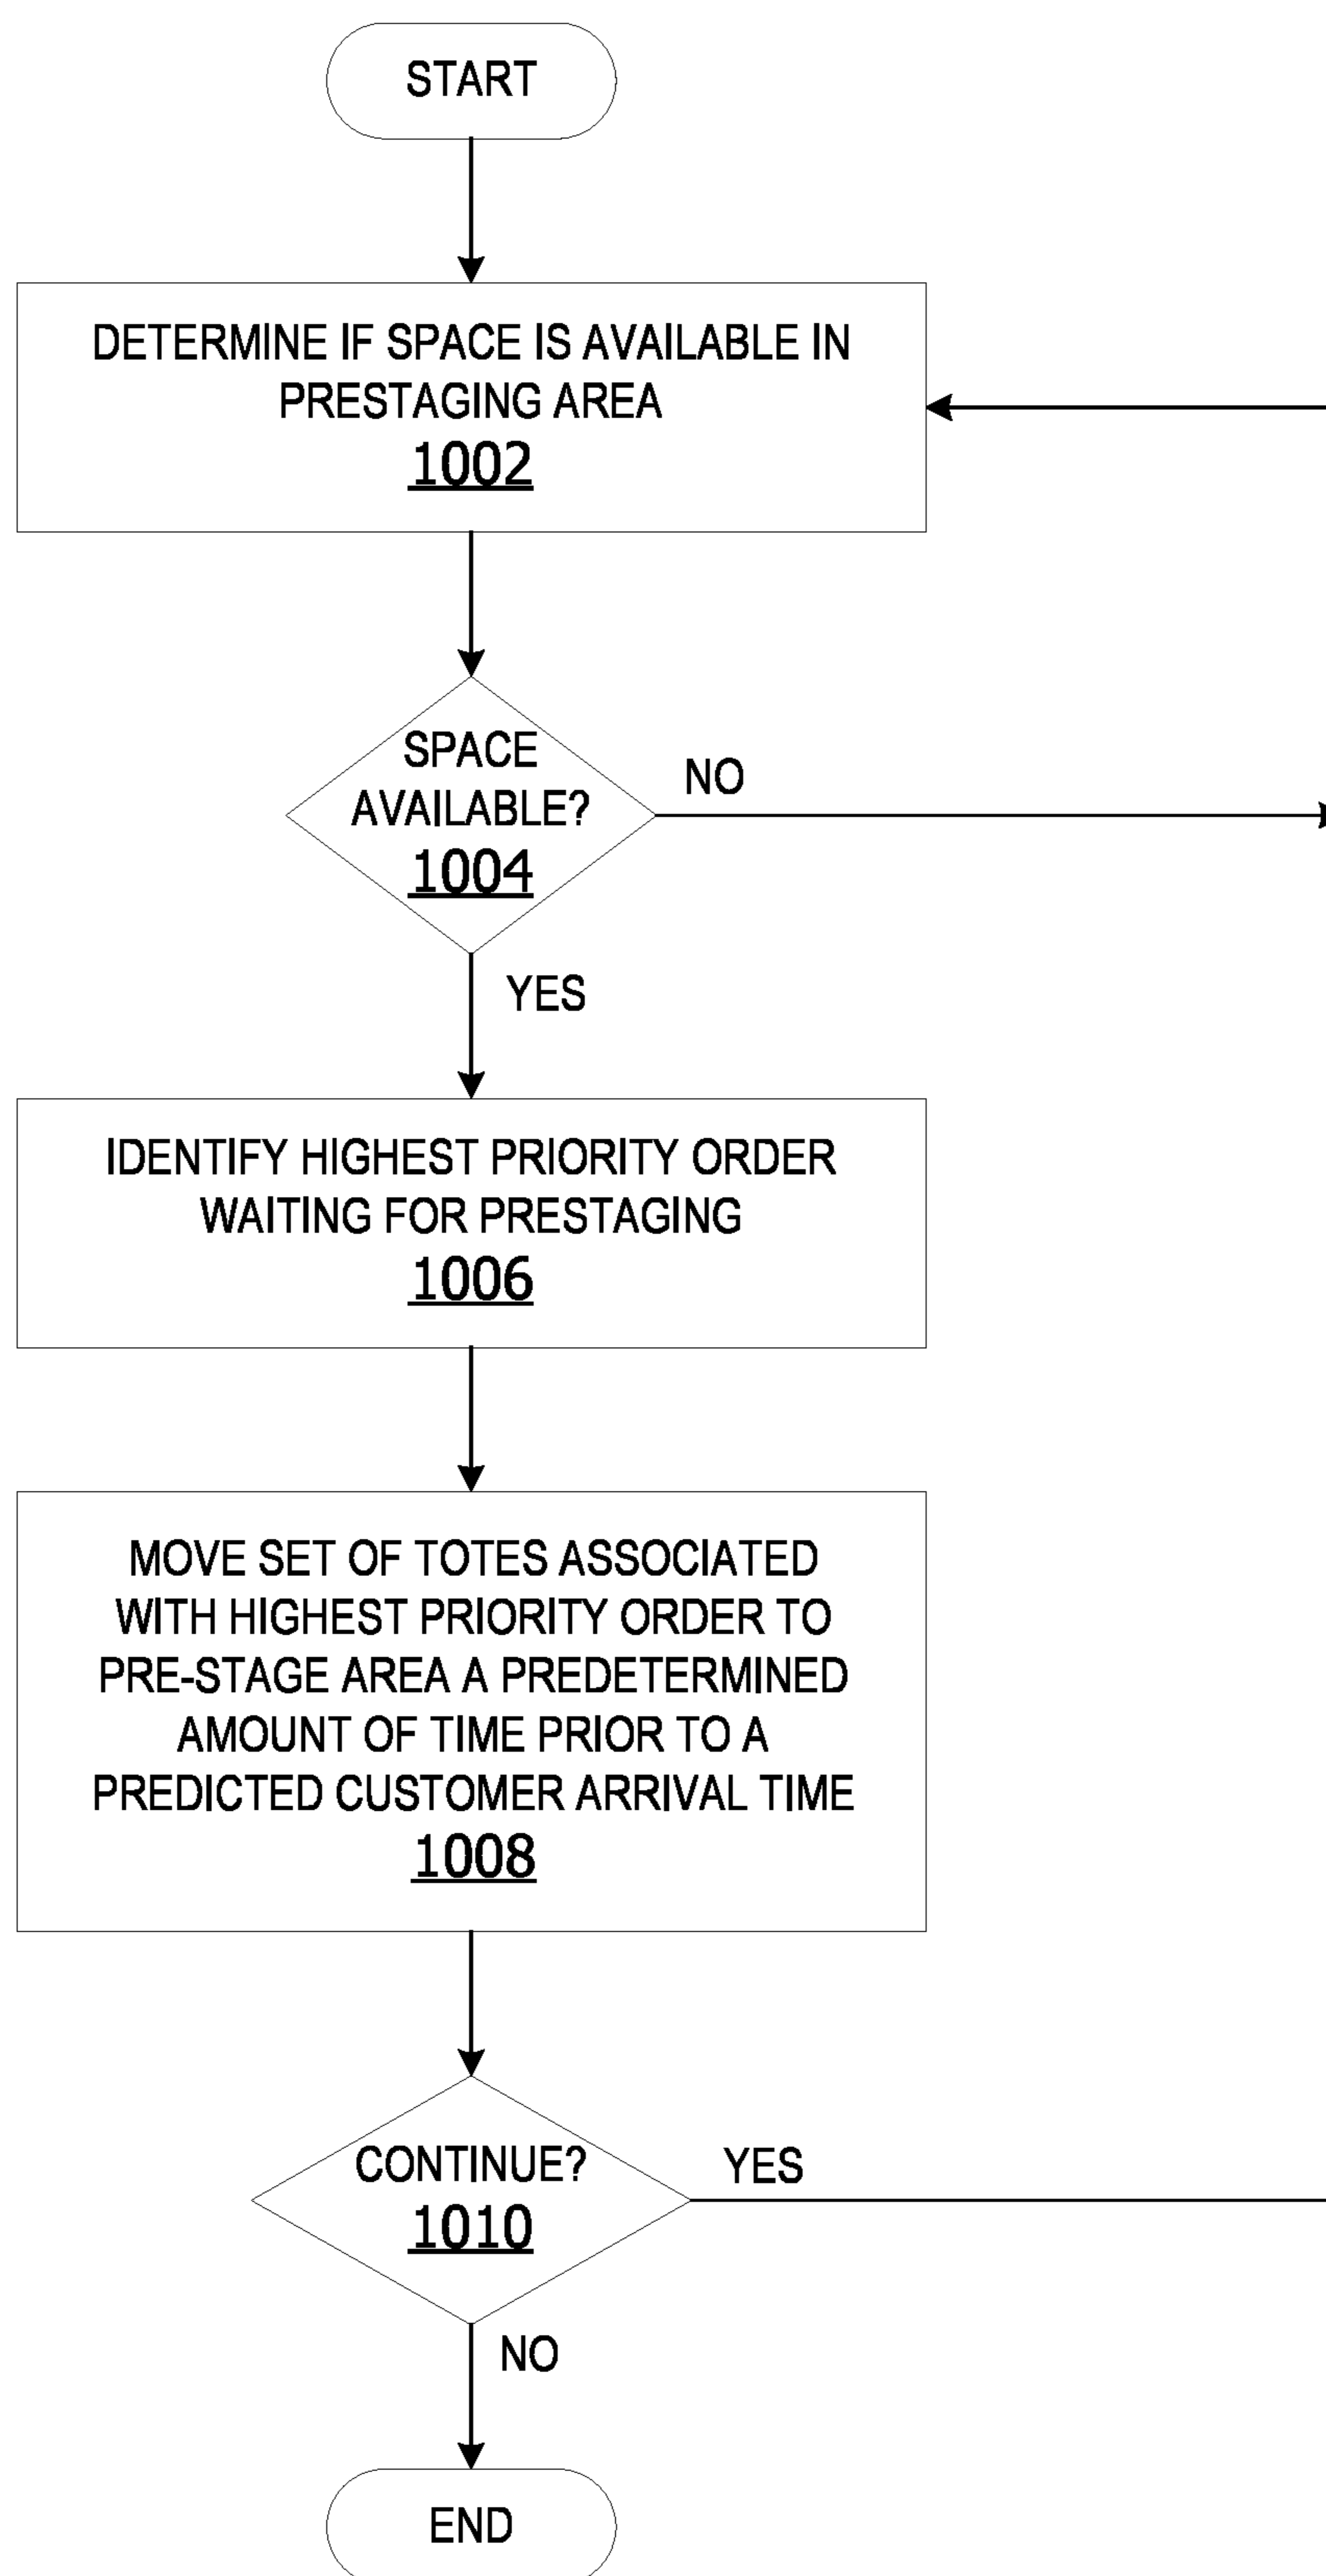 START
DETERMINE IF SPACE IS AVAILABLE IN
PRESTAGING AREA
1002
SPACE
AVAILABLE?
1004
NO
YES
IDENTIFY HIGHEST PRIORITY ORDER
WAITING FOR PRESTAGING
1006
MOVE SET OF TOTES ASSOCIATED
WITH HIGHEST PRIORITY ORDER TO
PRE-STAGE AREA A PREDETERMINED
AMOUNT OF TIME PRIOR TO A
PREDICTED CUSTOMER ARRIVAL TIME
1008
CONTINUE?
1010
YES
NO
END